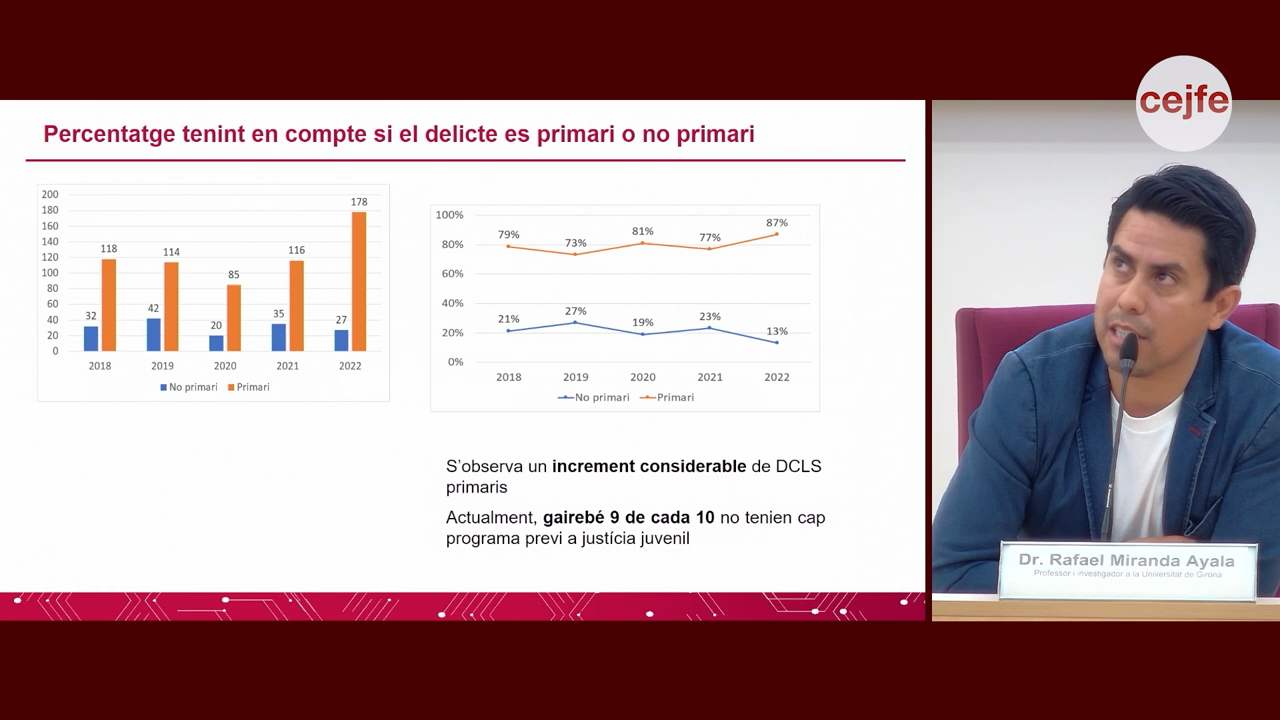 cejfe
Percentatge tenint en compte si el delicte es primari o no primari
200
180
160
140
120
100
80
60
40
20
0
32 118
42 114
20 85
35 116
27 178
2018 2019 2020 2021 2022
No primari Primari
100%
80%
60%
40%
20%
0%
79% 73% 81% 77% 87%
21% 27% 19% 23% 13%
2018 2019 2020 2021 2022
No primari Primari
S'observa un increment considerable de DCLS
primaris
Actualment, gairebé 9 de cada 10 no tenien cap
programa previ a justícia juvenil
Dr. Rafael Miranda Ayala
Professor i investigador a la Universitat de Girona